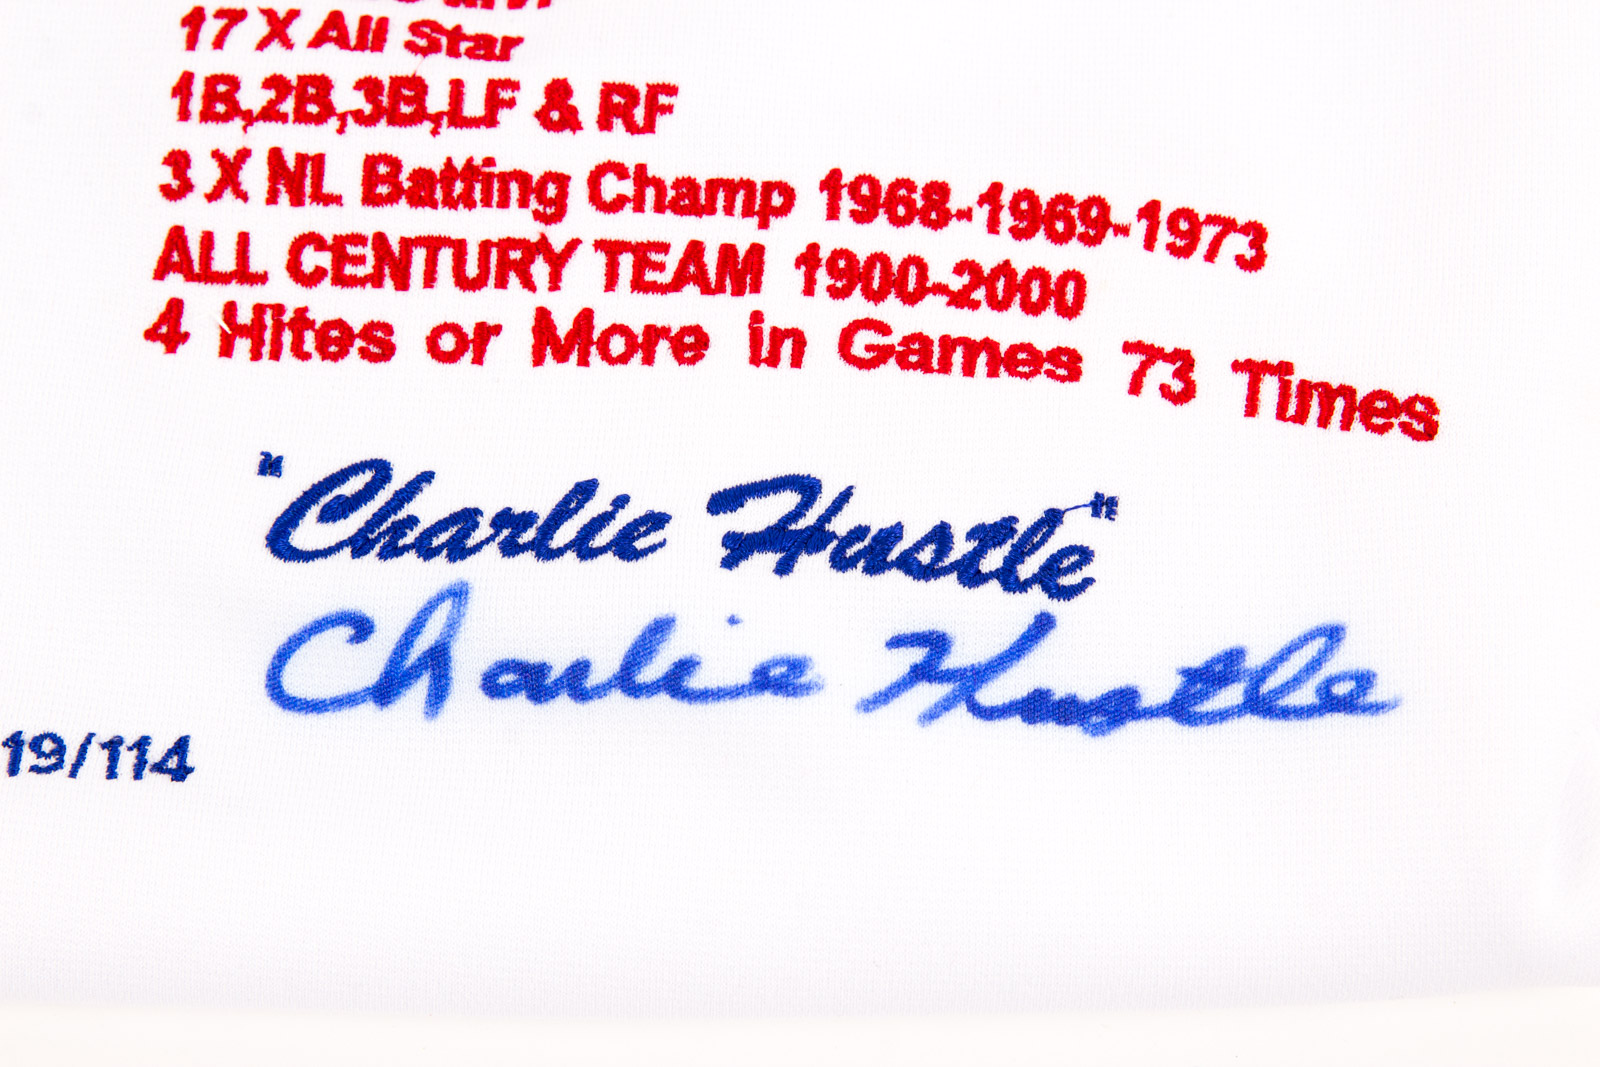 17 X All Star
1B,2B,3B,LF & RF
3 X NL Batting Champ 1968-1969-1973
ALL CENTURY TEAM 1900-2000
4 Hites or More in Games 73 Times
"Charlie Hustle"
Charlie Hustle
19/114